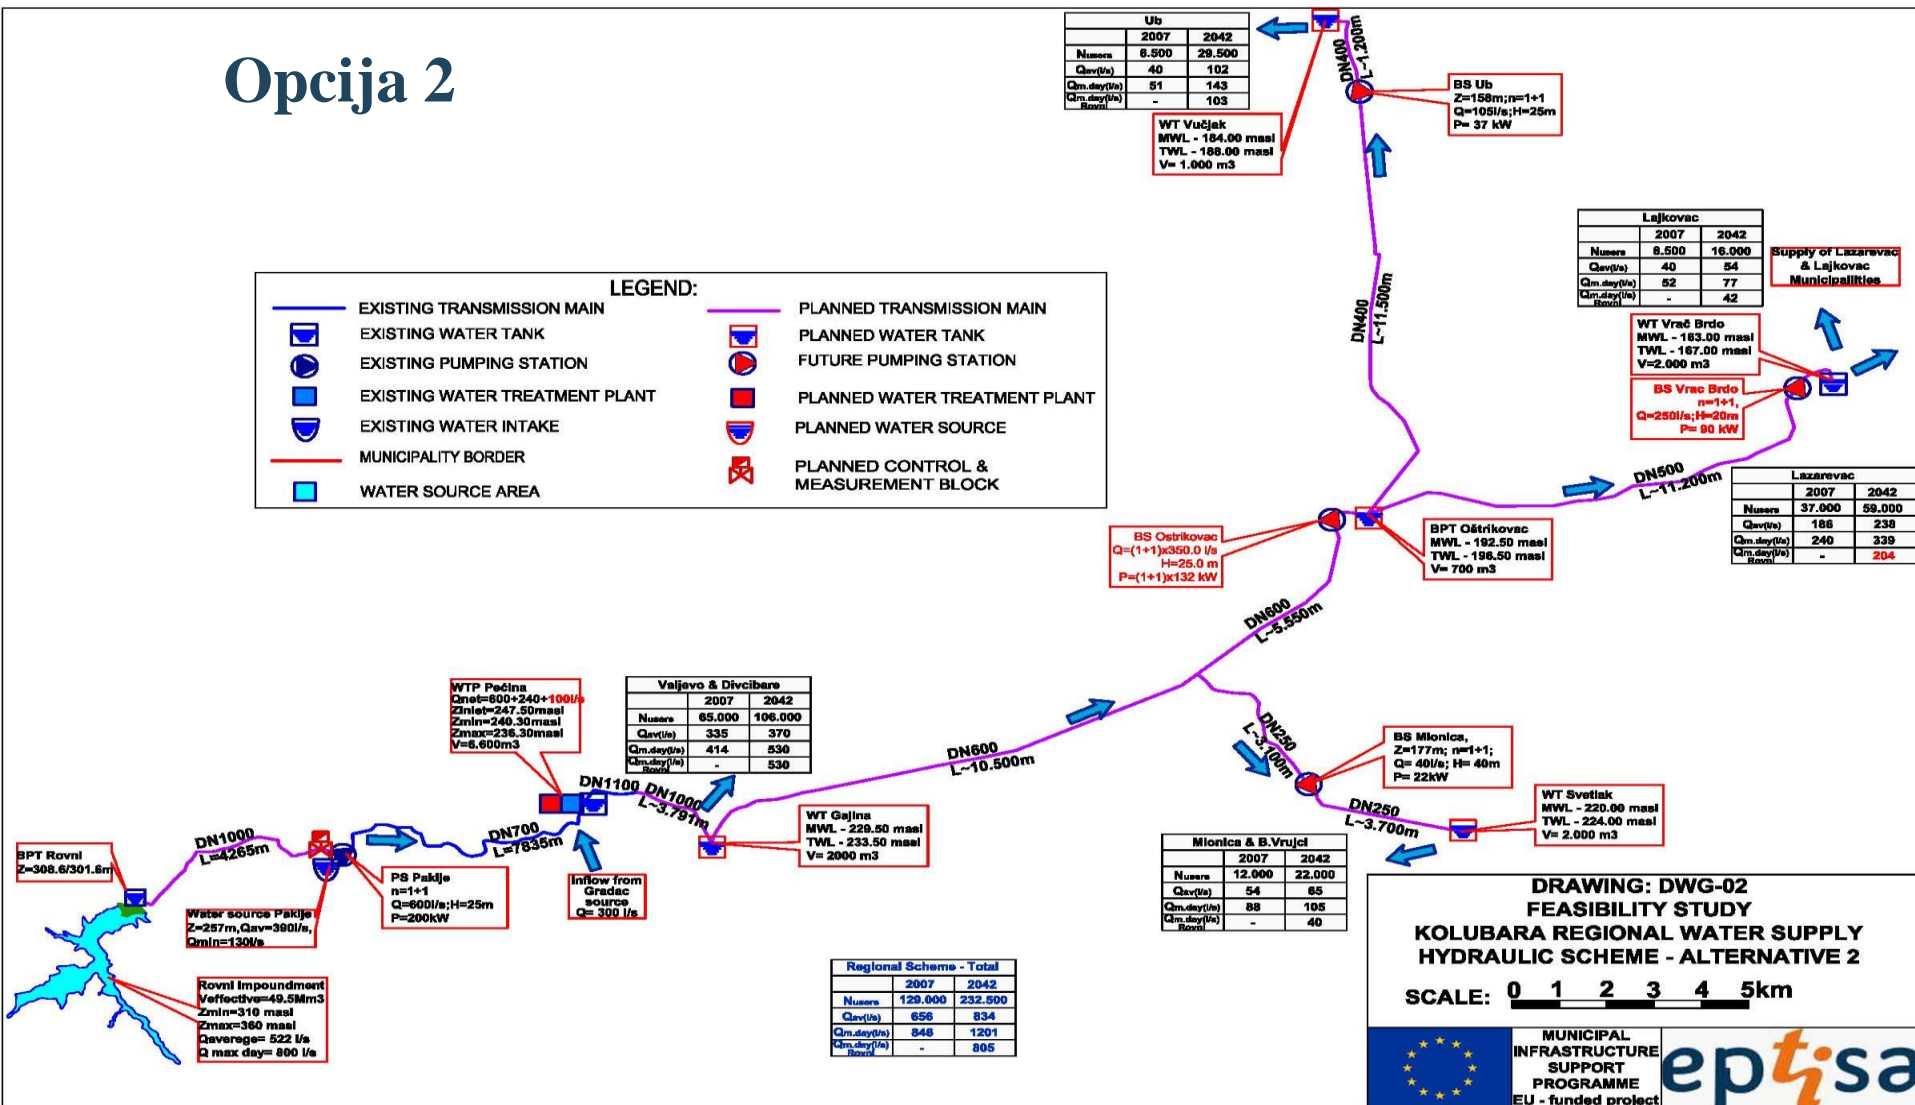 Opcija 2
Ub
2007 2042
Nusers 6.500 29.500
Qav(l/s) 40 102
Qm.day(l/s) 51 143
Qm.day(l/s) Rovni - 103
WT Vučjak
MWL - 184.00 masl
TWL - 188.00 masl
V= 1.000 m3
DN400
L~1.200m
BS Ub
Z=158m;n=1+1
Q=105l/s;H=25m
P= 37 kW
LEGEND:
EXISTING TRANSMISSION MAIN
EXISTING WATER TANK
EXISTING PUMPING STATION
EXISTING WATER TREATMENT PLANT
EXISTING WATER INTAKE
MUNICIPALITY BORDER
WATER SOURCE AREA
PLANNED TRANSMISSION MAIN
PLANNED WATER TANK
FUTURE PUMPING STATION
PLANNED WATER TREATMENT PLANT
PLANNED WATER SOURCE
PLANNED CONTROL &
MEASUREMENT BLOCK
DN400
L~11.500m
Lajkovac
2007 2042
Nusers 8.500 16.000
Qav(l/s) 40 54
Qm.day(l/s) 52 77
Qm.day(l/s) Rovni - 42
Supply of Lazarevac
& Lajkovac
Municipalities
WT Vrač Brdo
MWL - 163.00 masl
TWL - 167.00 masl
V=2.000 m3
BS Vrac Brdo
n=1+1,
Q=250l/s;H=20m
P= 90 kW
DN500
L~11.200m
Lazarevac
2007 2042
Nusers 37.000 59.000
Qav(l/s) 186 238
Qm.day(l/s) 240 339
Qm.day(l/s) Rovni - 204
BS Ostrikovac
Q=(1+1)x350.0 l/s
H=25.0 m
P=(1+1)x132 kW
BPT Oštrikovac
MWL - 192.50 masl
TWL - 196.50 masl
V= 700 m3
DN600
L~5.550m
WTP Pećina
Qnet=600+240+100l/s
Zinlet=247.50masl
Zmin=240.30masl
Zmax=236.30masl
V=6.600m3
Valjevo & Divcibare
2007 2042
Nusers 65.000 106.000
Qav(l/s) 335 370
Qm.day(l/s) 414 530
Qm.day(l/s) Rovni - 530
DN600
L~10.500m
DN250
L~3.100m
BS Mionica,
Z=177m; n=1+1;
Q= 40l/s; H= 40m
P= 22kW
DN250
L~3.700m
WT Svetlak
MWL - 220.00 masl
TWL - 224.00 masl
V= 2.000 m3
DN1100
DN1000
L~3.791m
WT Gajina
MWL - 229.50 masl
TWL - 233.50 masl
V= 2000 m3
DN1000
L=4265m
DN700
L=7835m
BPT Rovni
Z=308.6/301.6m
Water source Paklje
Z=257m,Qav=390l/s,
Qmin=130l/s
PS Paklje
n=1+1
Q=600l/s;H=25m
P=200kW
Inflow from
Gradac
source
Q= 300 l/s
Mionica & B.Vrujci
2007 2042
Nusers 12.000 22.000
Qav(l/s) 54 65
Qm.day(l/s) 88 105
Qm.day(l/s) Rovni - 40
Rovni Impoundment
Veffective=49.5Mm3
Zmin=310 masl
Zmax=360 masl
Qaverege= 522 l/s
Q max day= 800 l/s
Regional Scheme - Total
2007 2042
Nusers 129.000 232.500
Qav(l/s) 656 834
Qm.day(l/s) 846 1201
Qm.day(l/s) Rovni - 805
DRAWING: DWG-02
FEASIBILITY STUDY
KOLUBARA REGIONAL WATER SUPPLY
HYDRAULIC SCHEME - ALTERNATIVE 2
SCALE: 0 1 2 3 4 5km
MUNICIPAL
INFRASTRUCTURE
SUPPORT
PROGRAMME
EU - funded project
eptisa